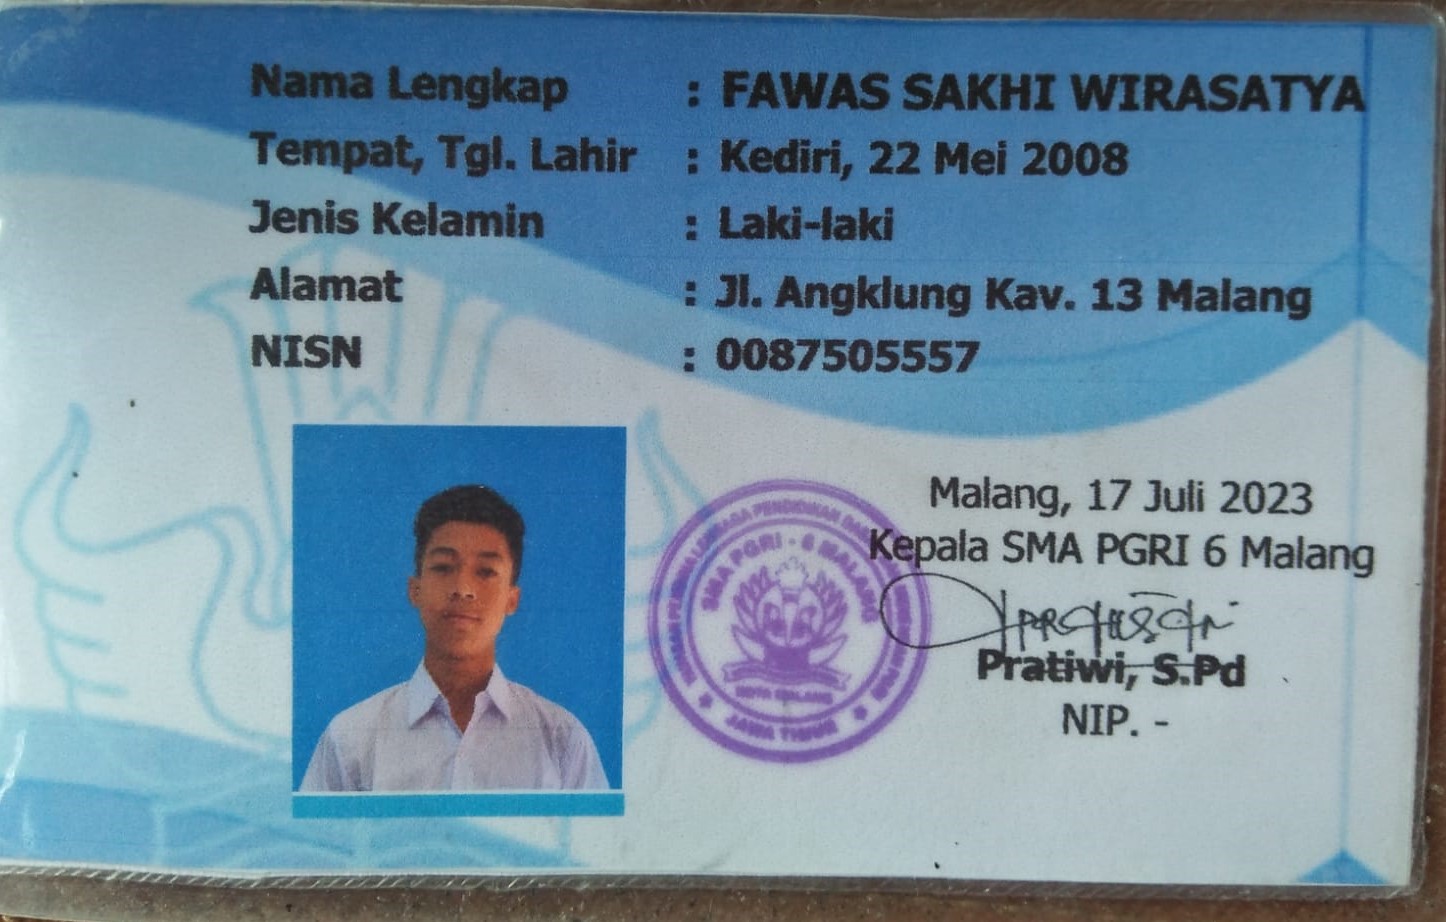 Nama Lengkap : FAWAS SAKHI WIRASATYA
Tempat, Tgl. Lahir : Kediri, 22 Mei 2008
Jenis Kelamin : Laki-laki
Alamat : Jl. Angklung Kav. 13 Malang
NISN : 0087505557
Malang, 17 Juli 2023
Kepala SMA PGRI 6 Malang
SMA PGRI - 6 MALANG
KOTA MALANG
JAWA TIMUR
Pratiwi, S.Pd
NIP. -